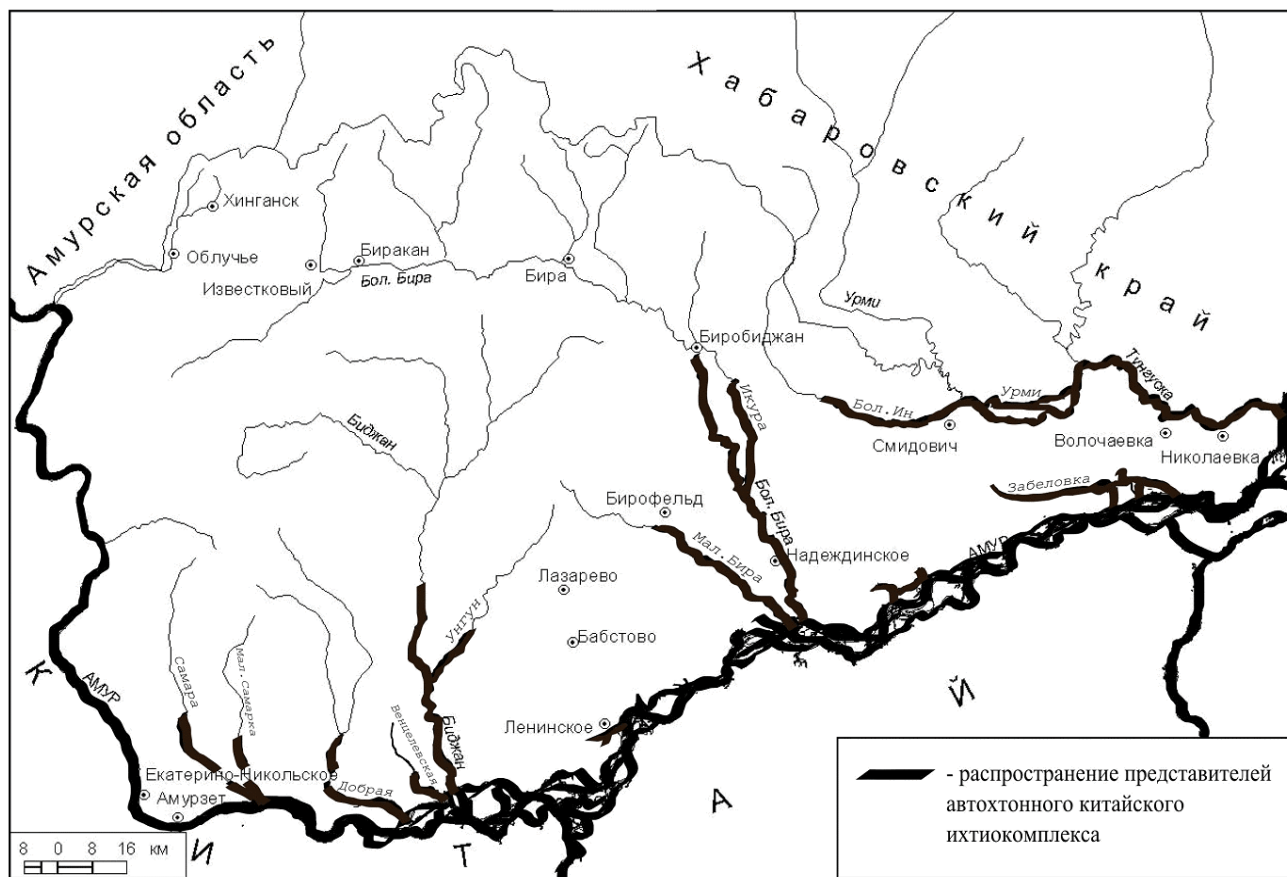 Амурская область
Хабаровский край
Хинганск
Облучье
Биракан
Известковый
Бол. Бира
Бира
Урми
Биробиджан
Тунгуска
Икура
Бол. Ин
Урми
Смидович
Волочаевка
Николаевка
Биджан
Забеловка
Бирофельд
Бол. Бира
Мал. Бира
Надеждинское
АМУР
Лазарево
Унгун
Бабстово
Самара
Мал. Самарка
АМУР
Венцелевская
Биджан
Ленинское
Екатерино-Никольское
Добрая
Амурзет
КИТАЙ
- распространение представителей
автохтонного китайского
ихтиокомплекса
8 0 8 16 км